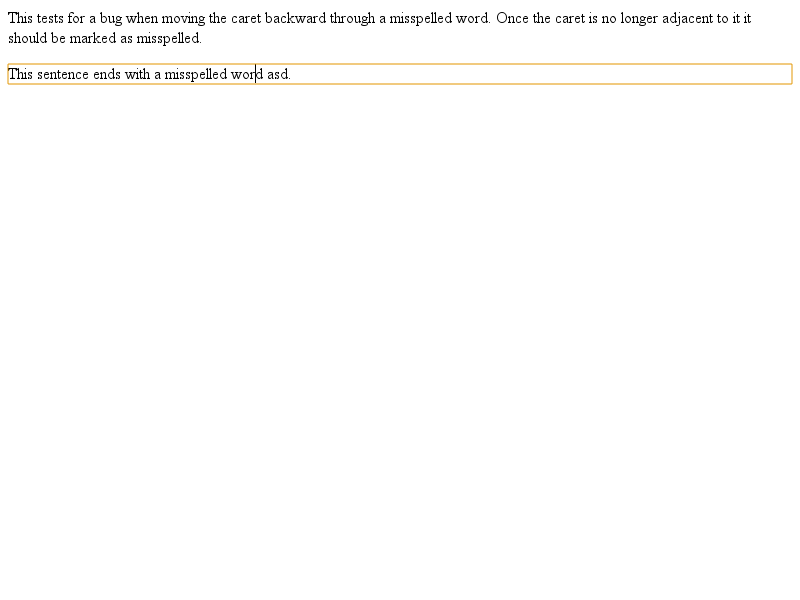 This tests for a bug when moving the caret backward through a misspelled word. Once the caret is no longer adjacent to it it
should be marked as misspelled.
This sentence ends with a misspelled word asd.